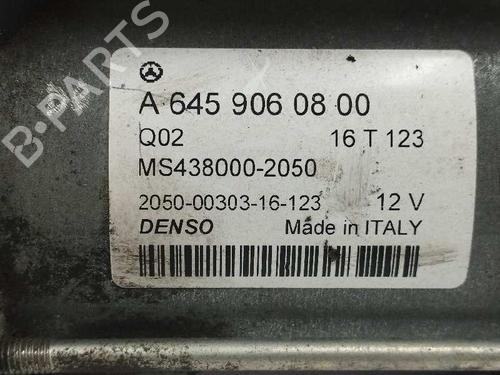 B-PARTS
A 645 906 08 00
Q02 16 T 123
MS438000-2050
2050-00303-16-123 12 V
DENSO Made in ITALY